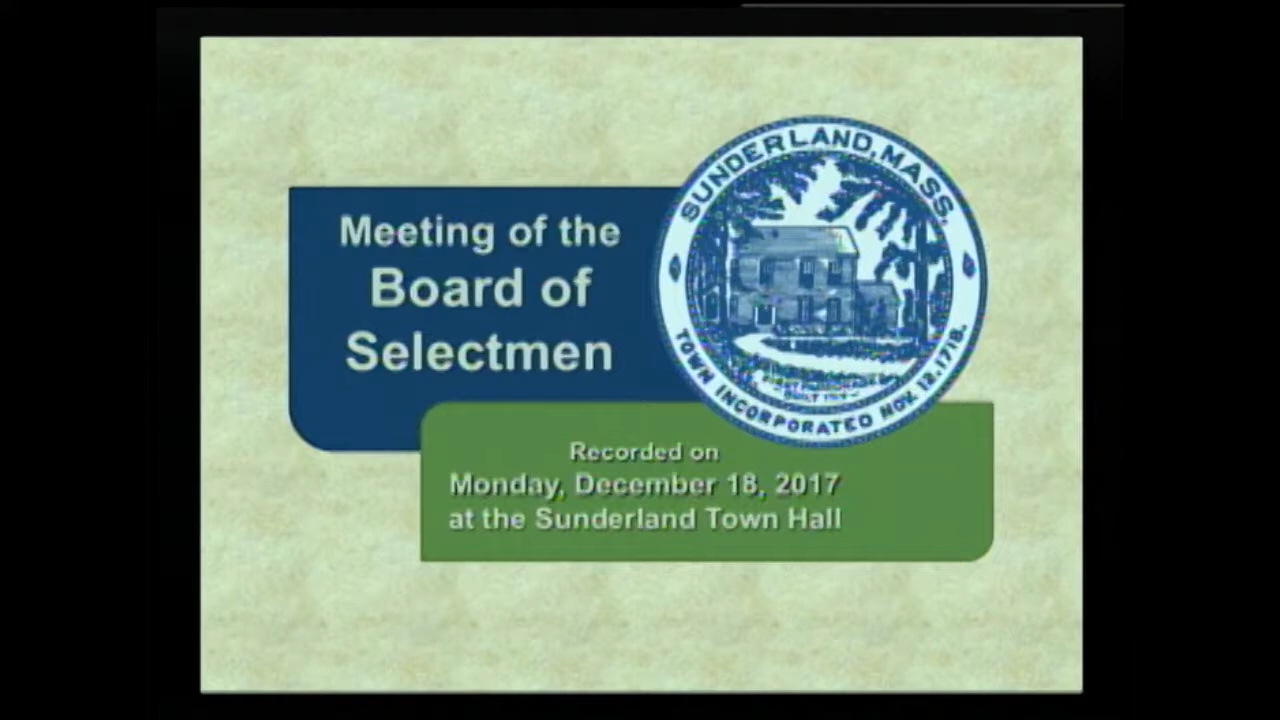 Meeting of the
Board of
Selectmen
SUNDERLAND, MASS.
TOWN INCORPORATED NOV. 12, 1718.
Recorded on
Monday, December 18, 2017
at the Sunderland Town Hall